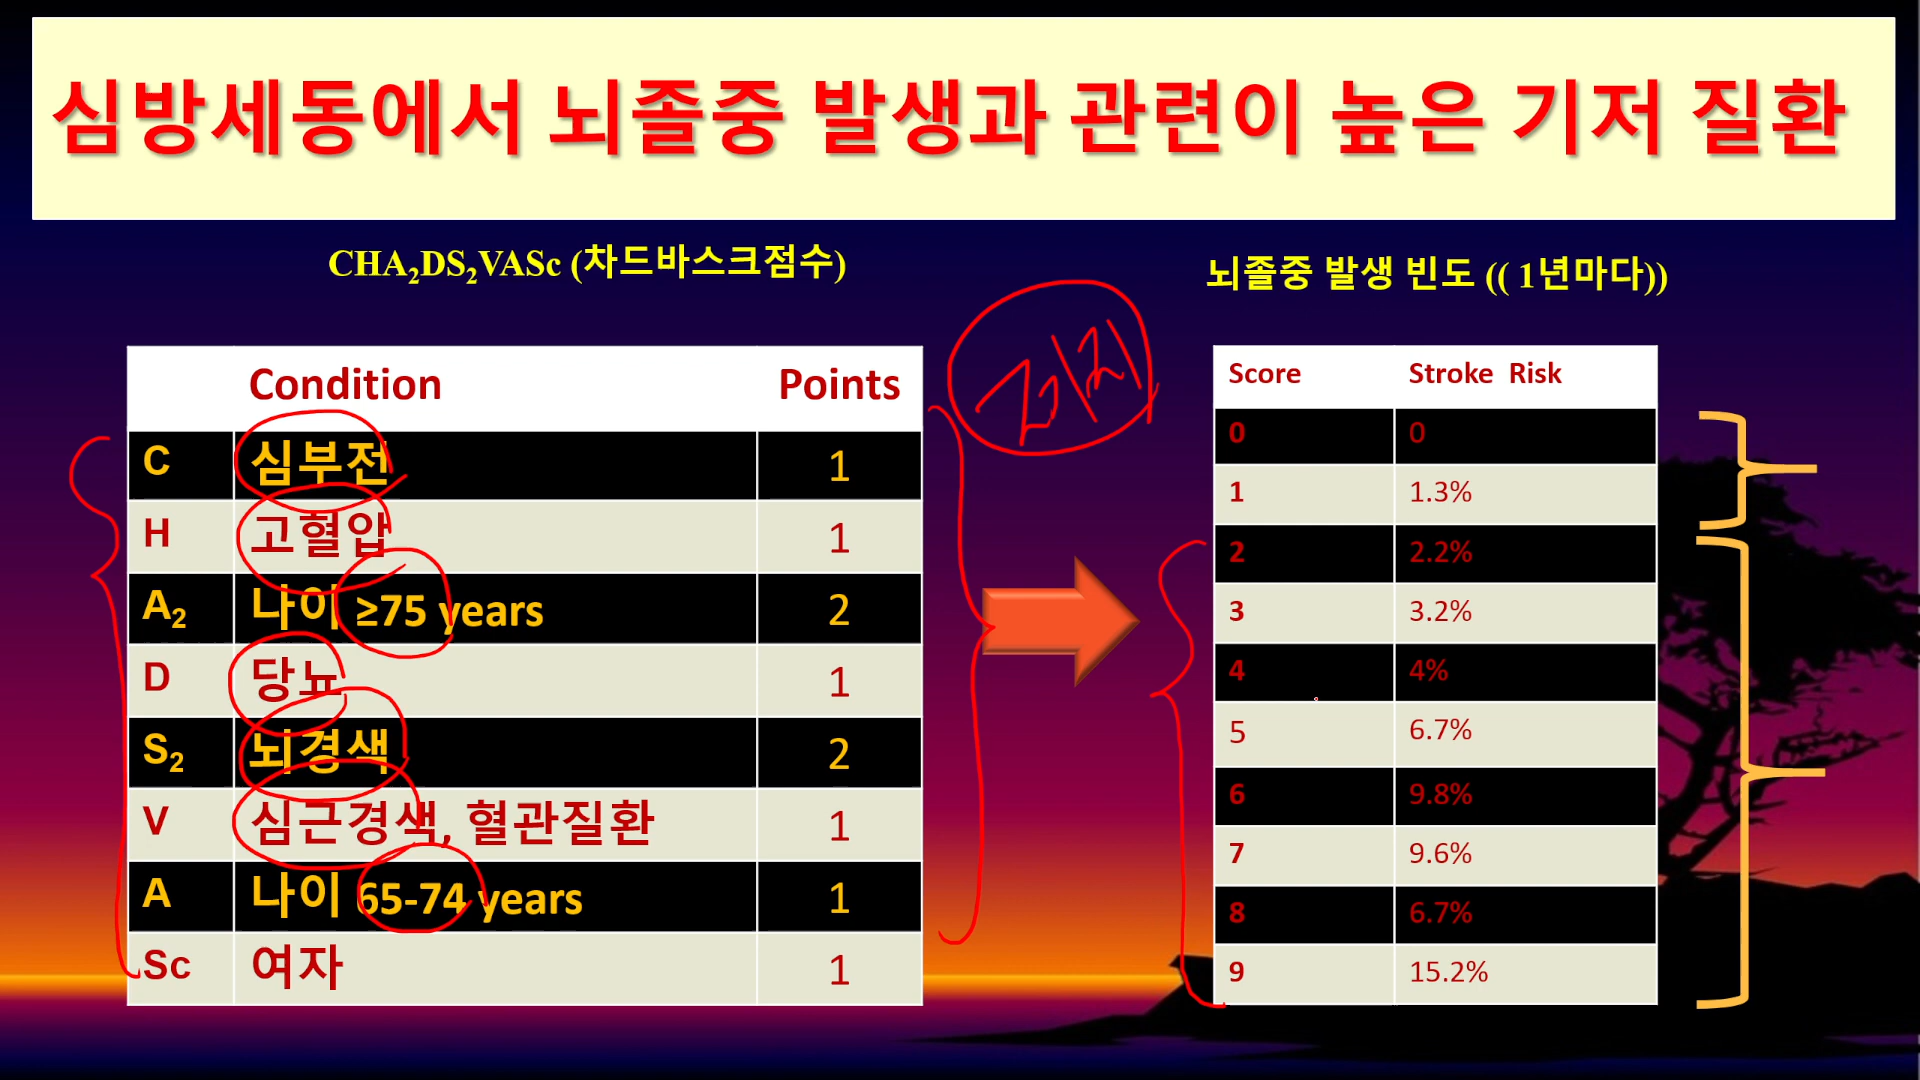 심방세동에서 뇌졸중 발생과 관련이 높은 기저 질환
CHA₂DS₂VASc (차드바스크점수)
Condition Points
C 심부전 1
H 고혈압 1
A₂ 나이 ≥75 years 2
D 당뇨 1
S₂ 뇌경색 2
V 심근경색, 혈관질환 1
A 나이 65-74 years 1
Sc 여자 1
뇌졸중 발생 빈도 (( 1년마다))
Score Stroke Risk
0 0
1 1.3%
2 2.2%
3 3.2%
4 4%
5 6.7%
6 9.8%
7 9.6%
8 6.7%
9 15.2%